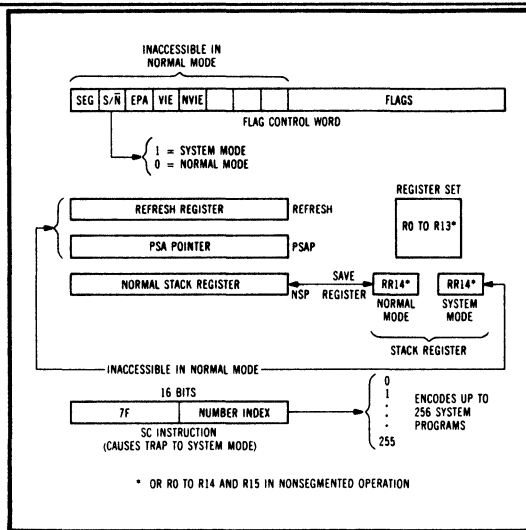 INACCESSIBLE IN
NORMAL MODE
SEG S/N̅ EPA VIE NVIE FLAGS
FLAG CONTROL WORD
1 = SYSTEM MODE
0 = NORMAL MODE
REGISTER SET
R0 TO R13*
REFRESH REGISTER REFRESH
PSA POINTER PSAP
NORMAL STACK REGISTER NSP
SAVE
REGISTER
RR14* RR14*
NORMAL MODE
SYSTEM MODE
STACK REGISTER
INACCESSIBLE IN NORMAL MODE
16 BITS
7F NUMBER INDEX
SC INSTRUCTION
(CAUSES TRAP TO SYSTEM MODE)
0
1
.
.
.
255
ENCODES UP TO
256 SYSTEM
PROGRAMS
* OR R0 TO R14 AND R15 IN NONSEGMENTED OPERATION